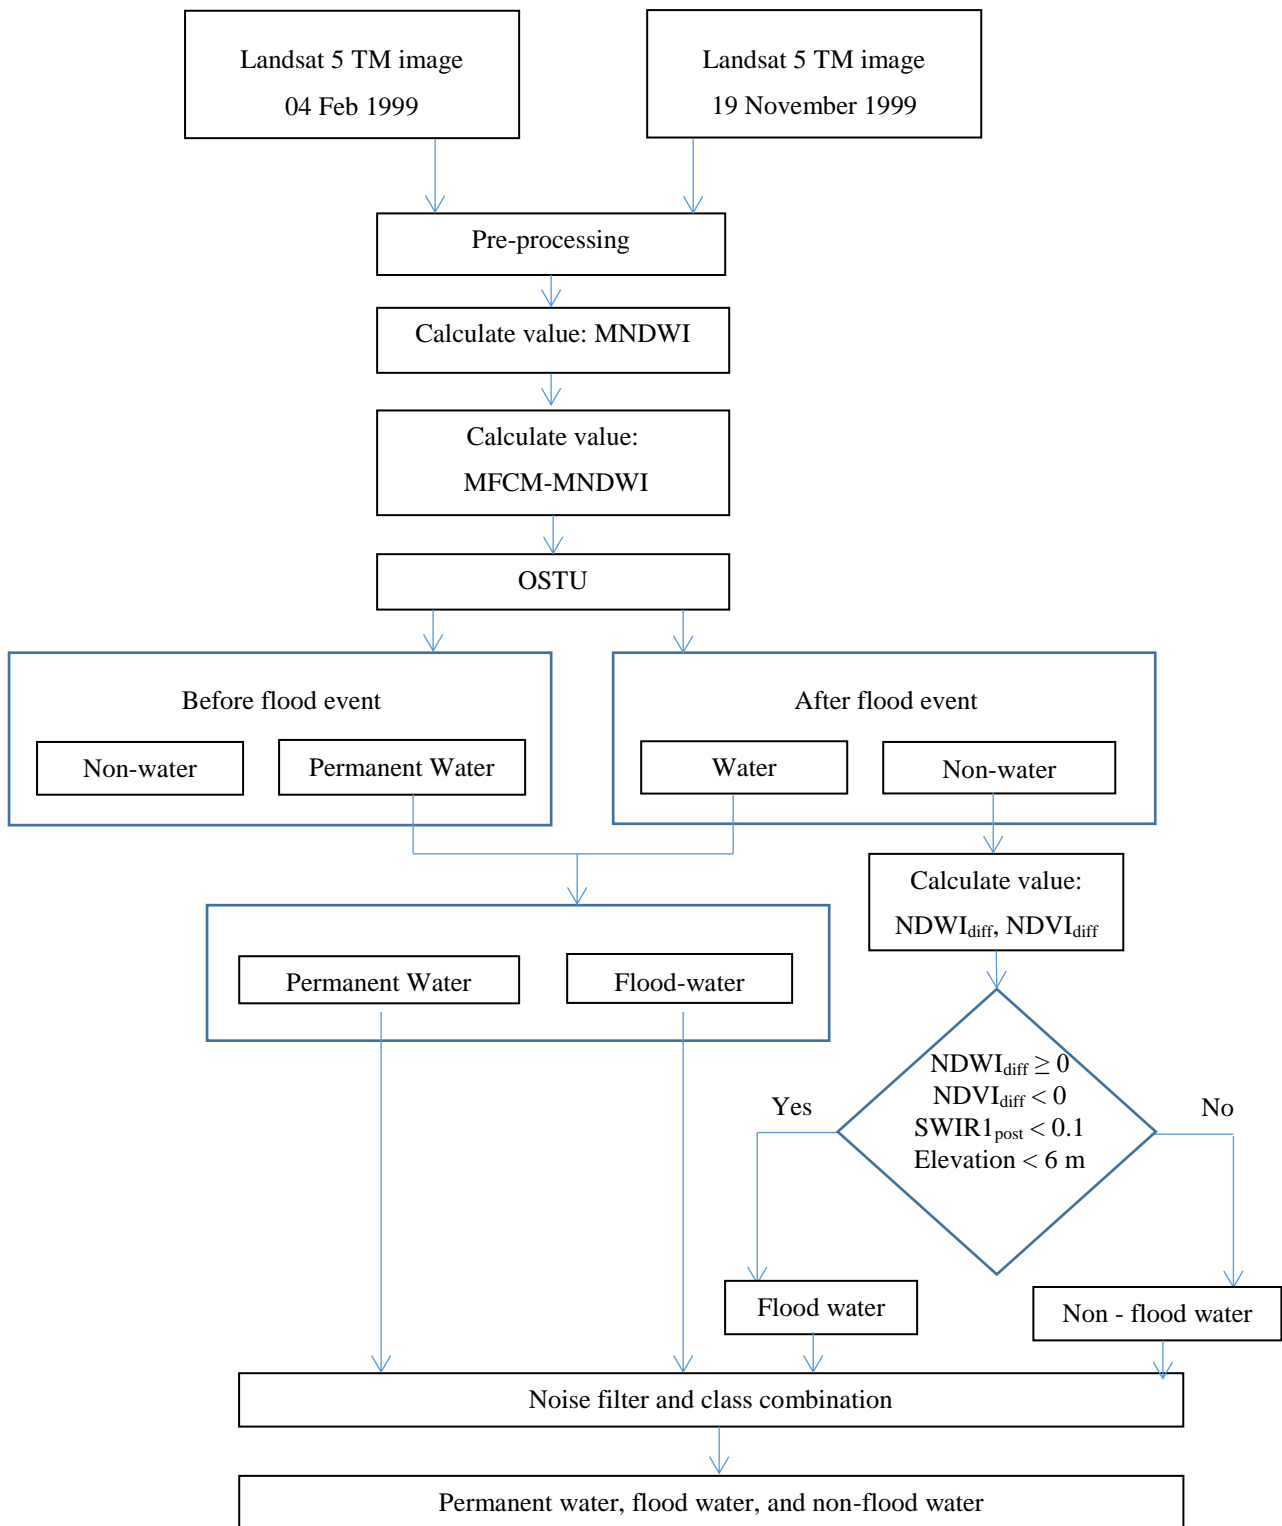 Landsat 5 TM image
04 Feb 1999
Landsat 5 TM image
19 November 1999
Pre-processing
Calculate value: MNDWI
Calculate value:
MFCM-MNDWI
OSTU
Before flood event
Non-water
Permanent Water
After flood event
Water
Non-water
Calculate value:
NDWIdiff, NDVIdiff
Permanent Water
Flood-water
NDWIdiff ≥ 0
NDVIdiff < 0
SWIR1post < 0.1
Elevation < 6 m
Yes
No
Flood water
Non - flood water
Noise filter and class combination
Permanent water, flood water, and non-flood water